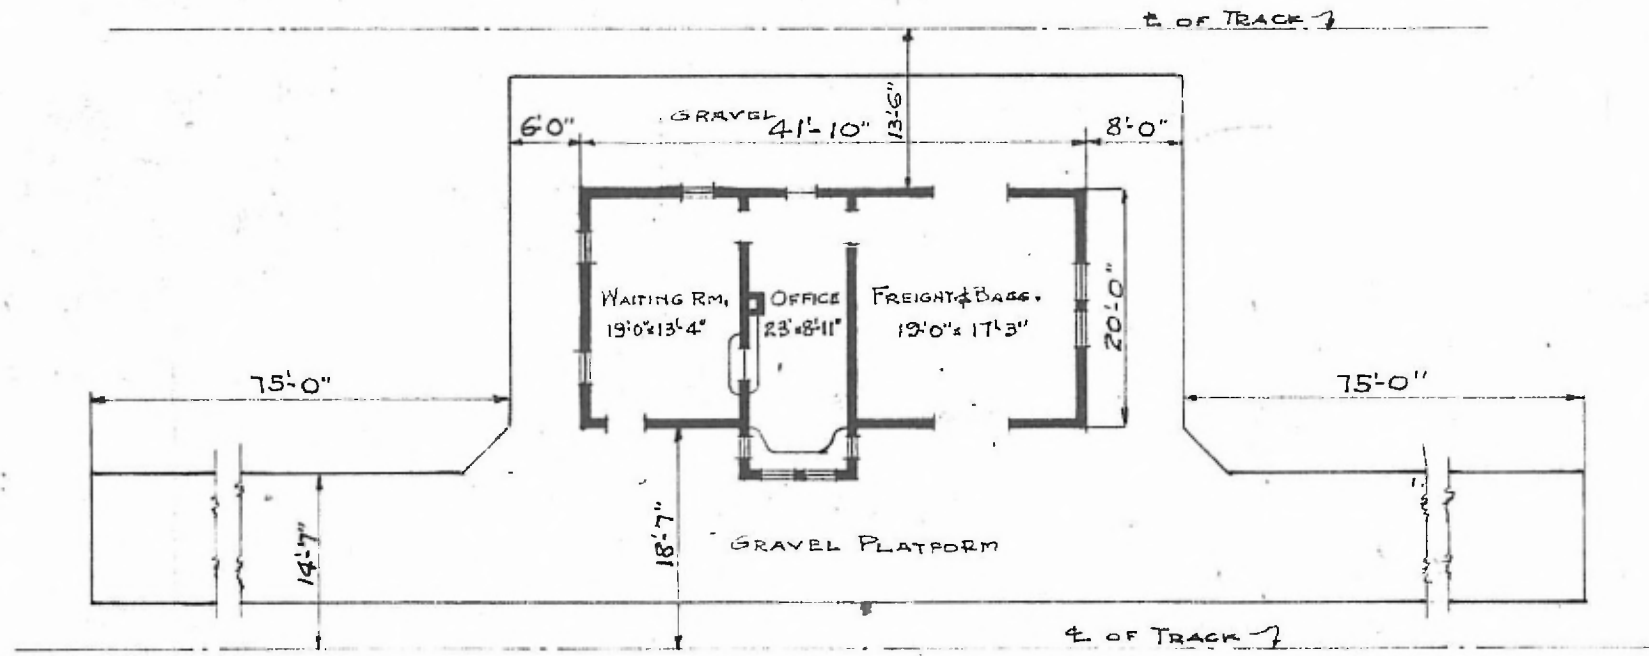 ℄ OF TRACK
GRAVEL
6'0" 41'-10" 13'-6" 8'-0"
WAITING RM. OFFICE FREIGHT & BAGG.
19'0"x13'-4" 23'x8'-11" 19'-0"x 17'-3"
20'-0"
75'-0" 75'-0"
14'-7" 18'-7"
GRAVEL PLATFORM
℄ OF TRACK